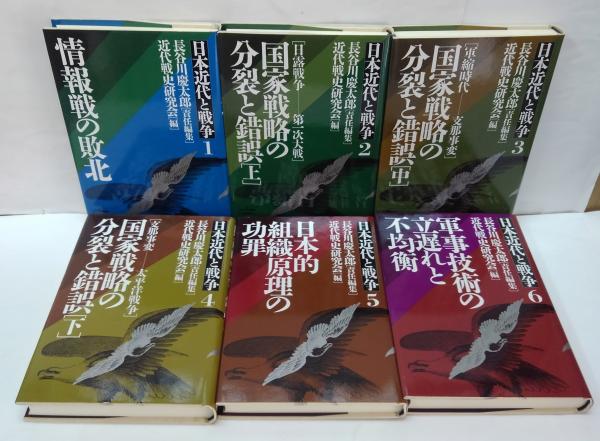 日本近代と戦争 1
長谷川慶太郎[責任編集]
近代戦史研究会[編]
情報戦の敗北
日本近代と戦争 2
長谷川慶太郎[責任編集]
近代戦史研究会[編]
[日露戦争――第一次大戦]
国家戦略の
分裂と錯誤[上]
日本近代と戦争 3
長谷川慶太郎[責任編集]
近代戦史研究会[編]
[軍縮時代――支那事変]
国家戦略の
分裂と錯誤[中]
日本近代と戦争 4
長谷川慶太郎[責任編集]
近代戦史研究会[編]
[支那事変――太平洋戦争]
国家戦略の
分裂と錯誤[下]
日本近代と戦争 5
長谷川慶太郎[責任編集]
近代戦史研究会[編]
日本的
組織原理の
功罪
日本近代と戦争 6
長谷川慶太郎[責任編集]
近代戦史研究会[編]
軍事技術の
立遅れと
不均衡